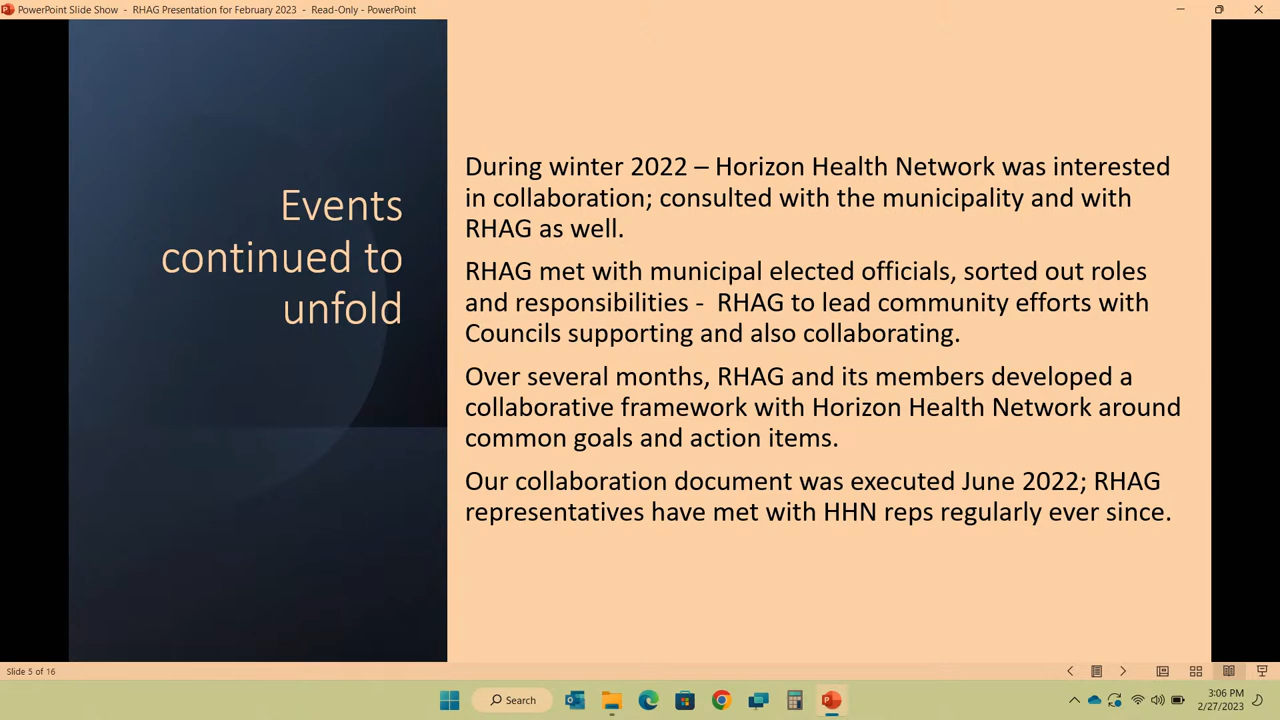 PowerPoint Slide Show - RHAG Presentation for February 2023 - Read-Only - PowerPoint
Events
continued to
unfold
During winter 2022 – Horizon Health Network was interested
in collaboration; consulted with the municipality and with
RHAG as well.
RHAG met with municipal elected officials, sorted out roles
and responsibilities - RHAG to lead community efforts with
Councils supporting and also collaborating.
Over several months, RHAG and its members developed a
collaborative framework with Horizon Health Network around
common goals and action items.
Our collaboration document was executed June 2022; RHAG
representatives have met with HHN reps regularly ever since.
Slide 5 of 16
Search
3:06 PM
2/27/2023